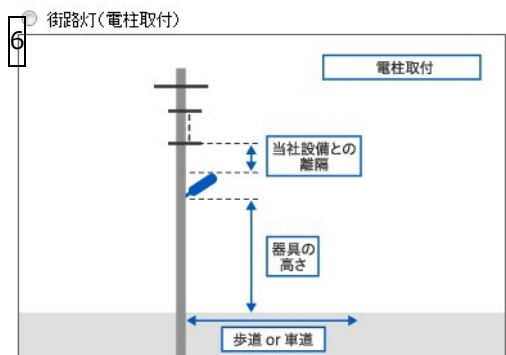 街路灯(電柱取付)
6
電柱取付
当社設備との
離隔
器具の
高さ
歩道 or 車道